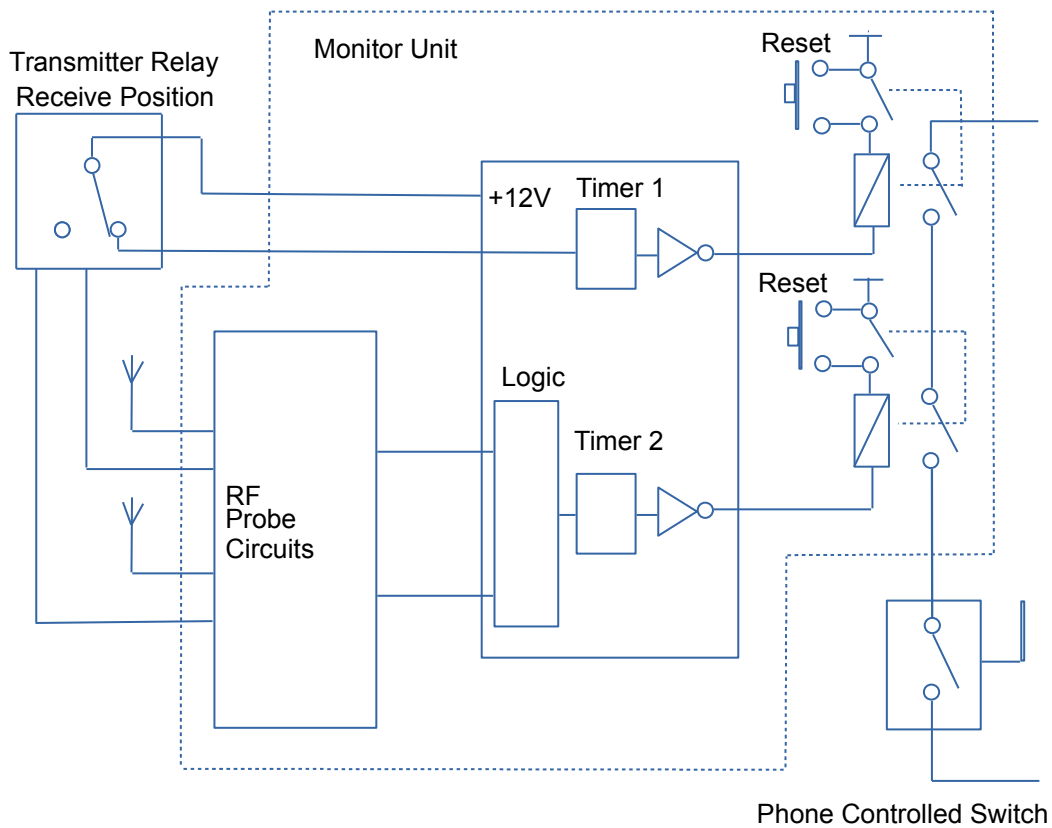 Monitor Unit
Reset
Transmitter Relay
Receive Position
+12V
Timer 1
Reset
Logic
Timer 2
RF
Probe
Circuits
Phone Controlled Switch